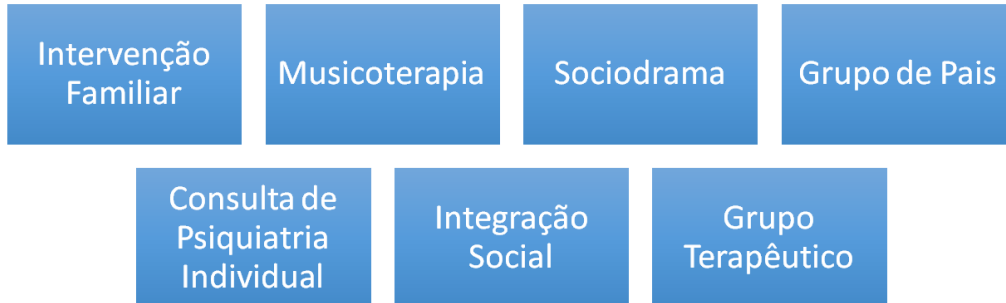 Intervenção
Familiar
Musicoterapia
Sociodrama
Grupo de Pais
Consulta de
Psiquiatria
Individual
Integração
Social
Grupo
Terapêutico